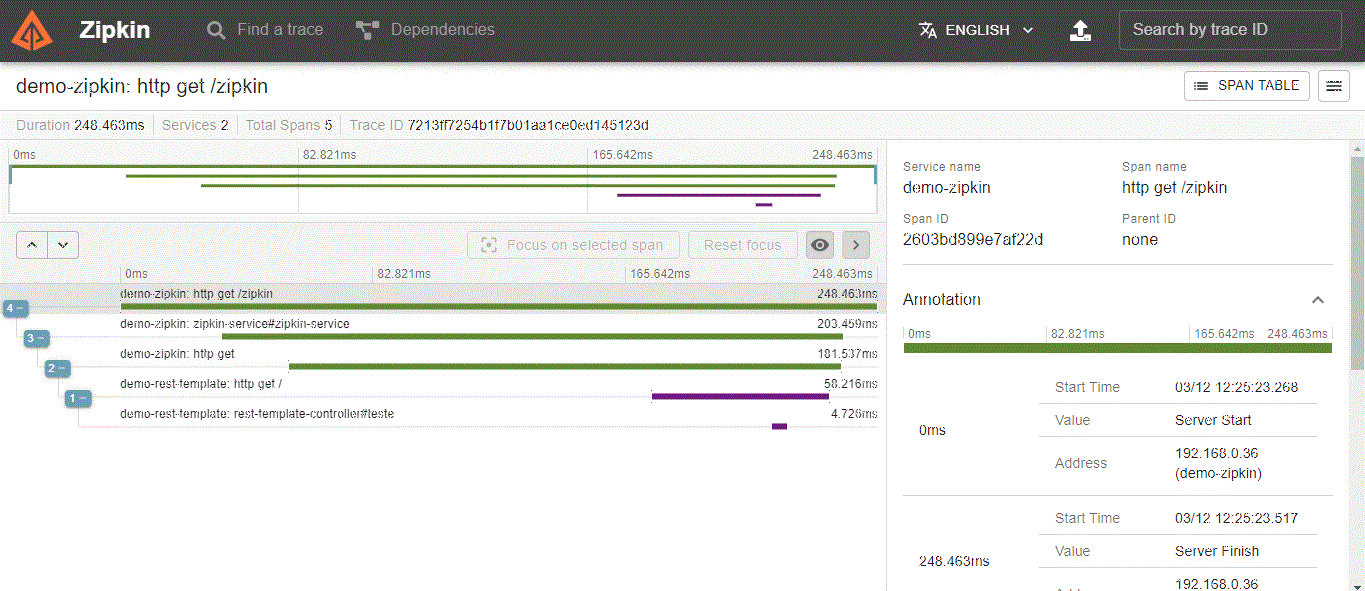 Zipkin
Find a trace
Dependencies
ENGLISH
Search by trace ID
demo-zipkin: http get /zipkin
SPAN TABLE
Duration 248.463ms Services 2 Total Spans 5 Trace ID 7213ff7254b1f7b01aa1ce0ed145123d
0ms 82.821ms 165.642ms 248.463ms
Focus on selected span
Reset focus
0ms 82.821ms 165.642ms 248.463ms
4 demo-zipkin: http get /zipkin 248.463ms
3 demo-zipkin: zipkin-service#zipkin-service 203.459ms
2 demo-zipkin: http get 181.537ms
1 demo-rest-template: http get / 58.216ms
demo-rest-template: rest-template-controller#teste 4.726ms
Service name Span name
demo-zipkin http get /zipkin
Span ID Parent ID
2603bd899e7af22d none
Annotation
0ms 82.821ms 165.642ms 248.463ms
0ms
Start Time 03/12 12:25:23.268
Value Server Start
Address 192.168.0.36
(demo-zipkin)
248.463ms
Start Time 03/12 12:25:23.517
Value Server Finish
192.168.0.36